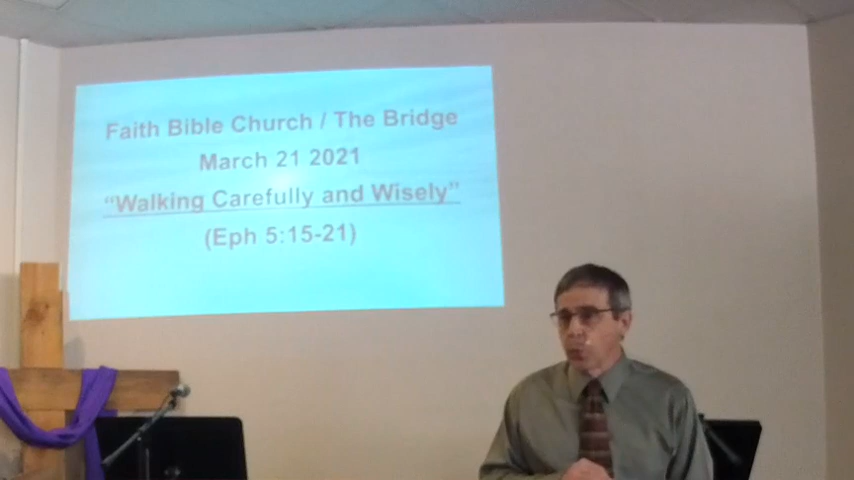 Faith Bible Church / The Bridge
March 21 2021
“Walking Carefully and Wisely”
(Eph 5:15-21)